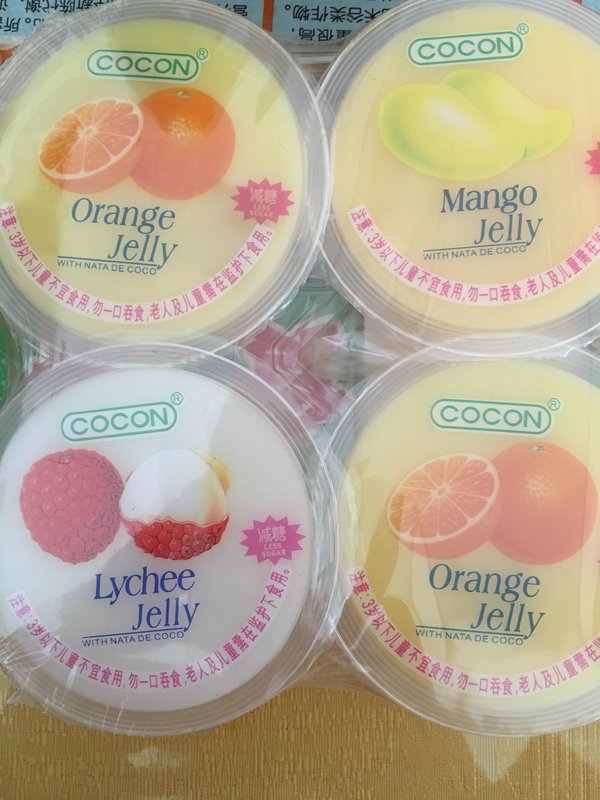 COCON®
Orange
Jelly
WITH NATA DE COCO
减糖
LESS
SUGAR
注意:3岁以下儿童不宜食用,勿一口吞食,老人及儿童需在监护下食用。
COCON
Mango
Jelly
WITH NATA DE COCO
注意:3岁以下儿童不宜食用,勿一口吞食,老人及儿童需在监护下食
COCON®
Lychee
Jelly
WITH NATA DE COCO
减糖
LESS
SUGAR
注意:3岁以下儿童不宜食用,勿一口吞食,老人及儿童需在监护下食用。
COCON®
Orange
Jelly
WITH NATA DE COCO
注意:3岁以下儿童不宜食用,勿一口吞食,老人及儿童需在监